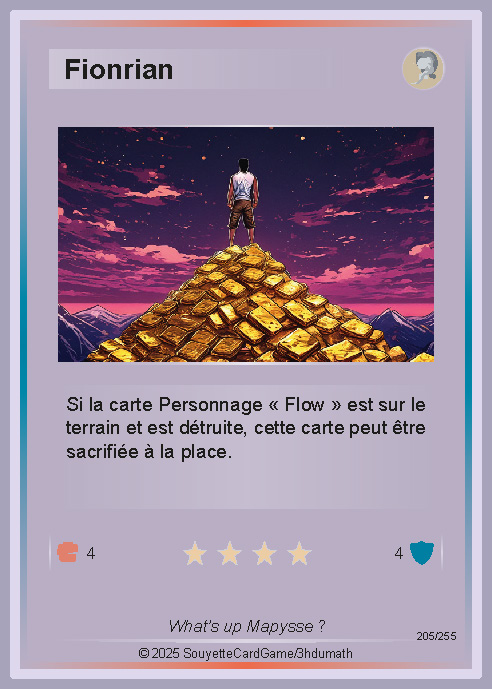 Fionrian
Si la carte Personnage « Flow » est sur le
terrain et est détruite, cette carte peut être
sacrifiée à la place.
4
4
What's up Mapysse ?
205/255
© 2025 SouyetteCardGame/3hdumath